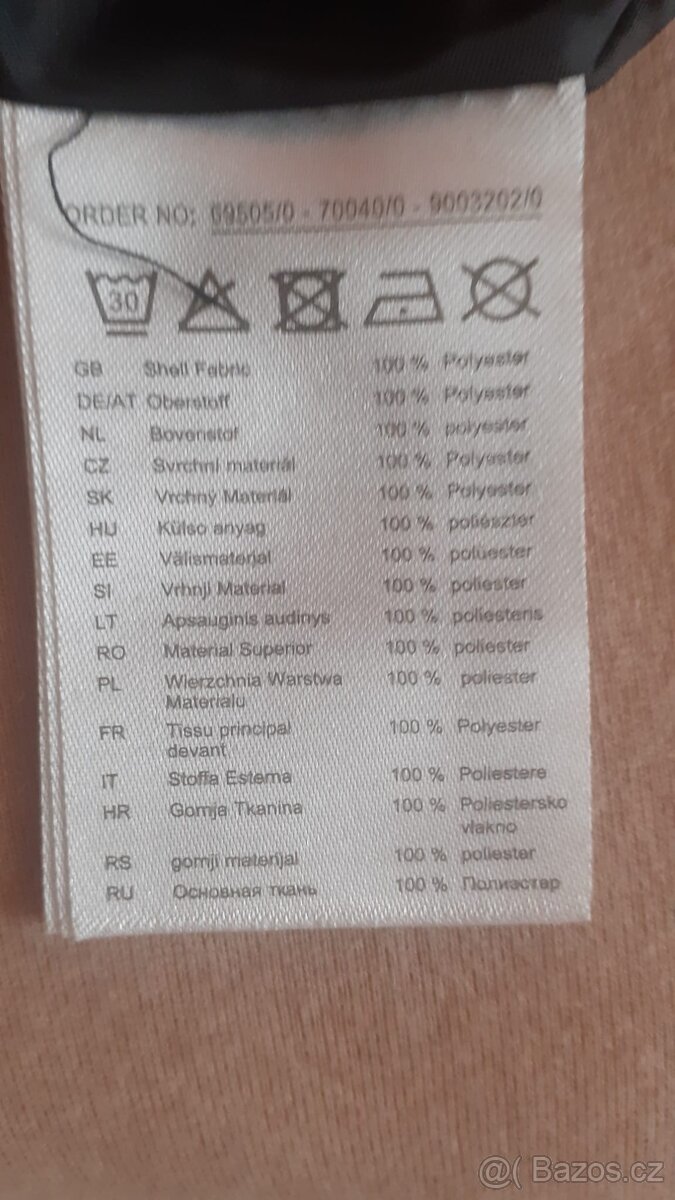 ORDER NO: 69505/0 - 70040/0 - 9003202/0
30
GB Shell Fabric 100 % Polyester
DE/AT Oberstoff 100 % Polyester
NL Bovenstof 100 % polyester
CZ Svrchní materiál 100 % Polyester
SK Vrchný Materiál 100 % Polyester
HU Külso anyag 100 % poliészter
EE Välismaterjal 100 % poluester
SI Vrhnji Material 100 % poliester
LT Apsauginis audinys 100 % poliesteris
RO Material Superior 100 % poliester
PL Wierzchnia Warstwa 100 % poliester
Materialu
FR Tissu principal 100 % Polyester
devant
IT Stoffa Esterna 100 % Poliestere
HR Gornja Tkanina 100 % Poliestersko
vlakno
RS gornji materijal 100 % poliester
RU Основная ткань 100 % Полиэстер
@( Bazos.cz